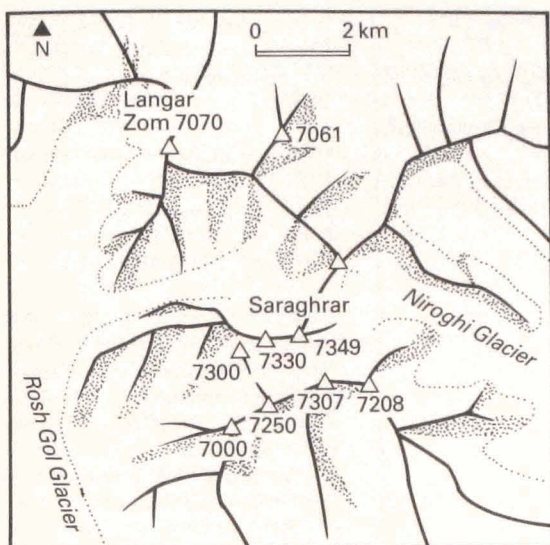 N
0 2 km
Langar
Zom 7070
7061
Saraghrar
7349
7330
7300
Niroghi Glacier
7307
7208
7250
7000
Rosh Gol Glacier